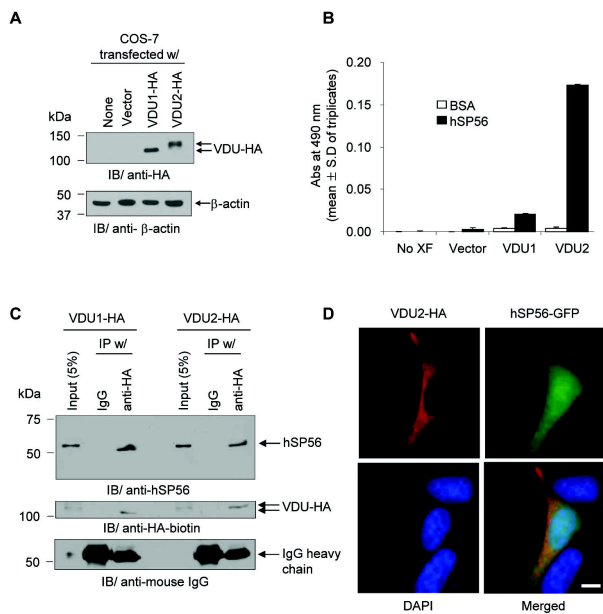 A
COS-7
transfected w/
None
Vector
VDU1-HA
VDU2-HA
kDa
150
100
VDU-HA
IB/ anti-HA
50
37
β-actin
IB/ anti- β-actin
B
Abs at 490 nm
(mean ± S.D of triplicates)
0.20
0.15
0.10
0.05
0.00
BSA
hSP56
No XF Vector VDU1 VDU2
C
VDU1-HA VDU2-HA
IP w/ IP w/
Input (5%)
IgG
anti-HA
Input (5%)
IgG
anti-HA
kDa
75
50
hSP56
IB/ anti-hSP56
100
VDU-HA
IB/ anti-HA-biotin
50
IgG heavy
chain
IB/ anti-mouse IgG
D
VDU2-HA hSP56-GFP
DAPI Merged